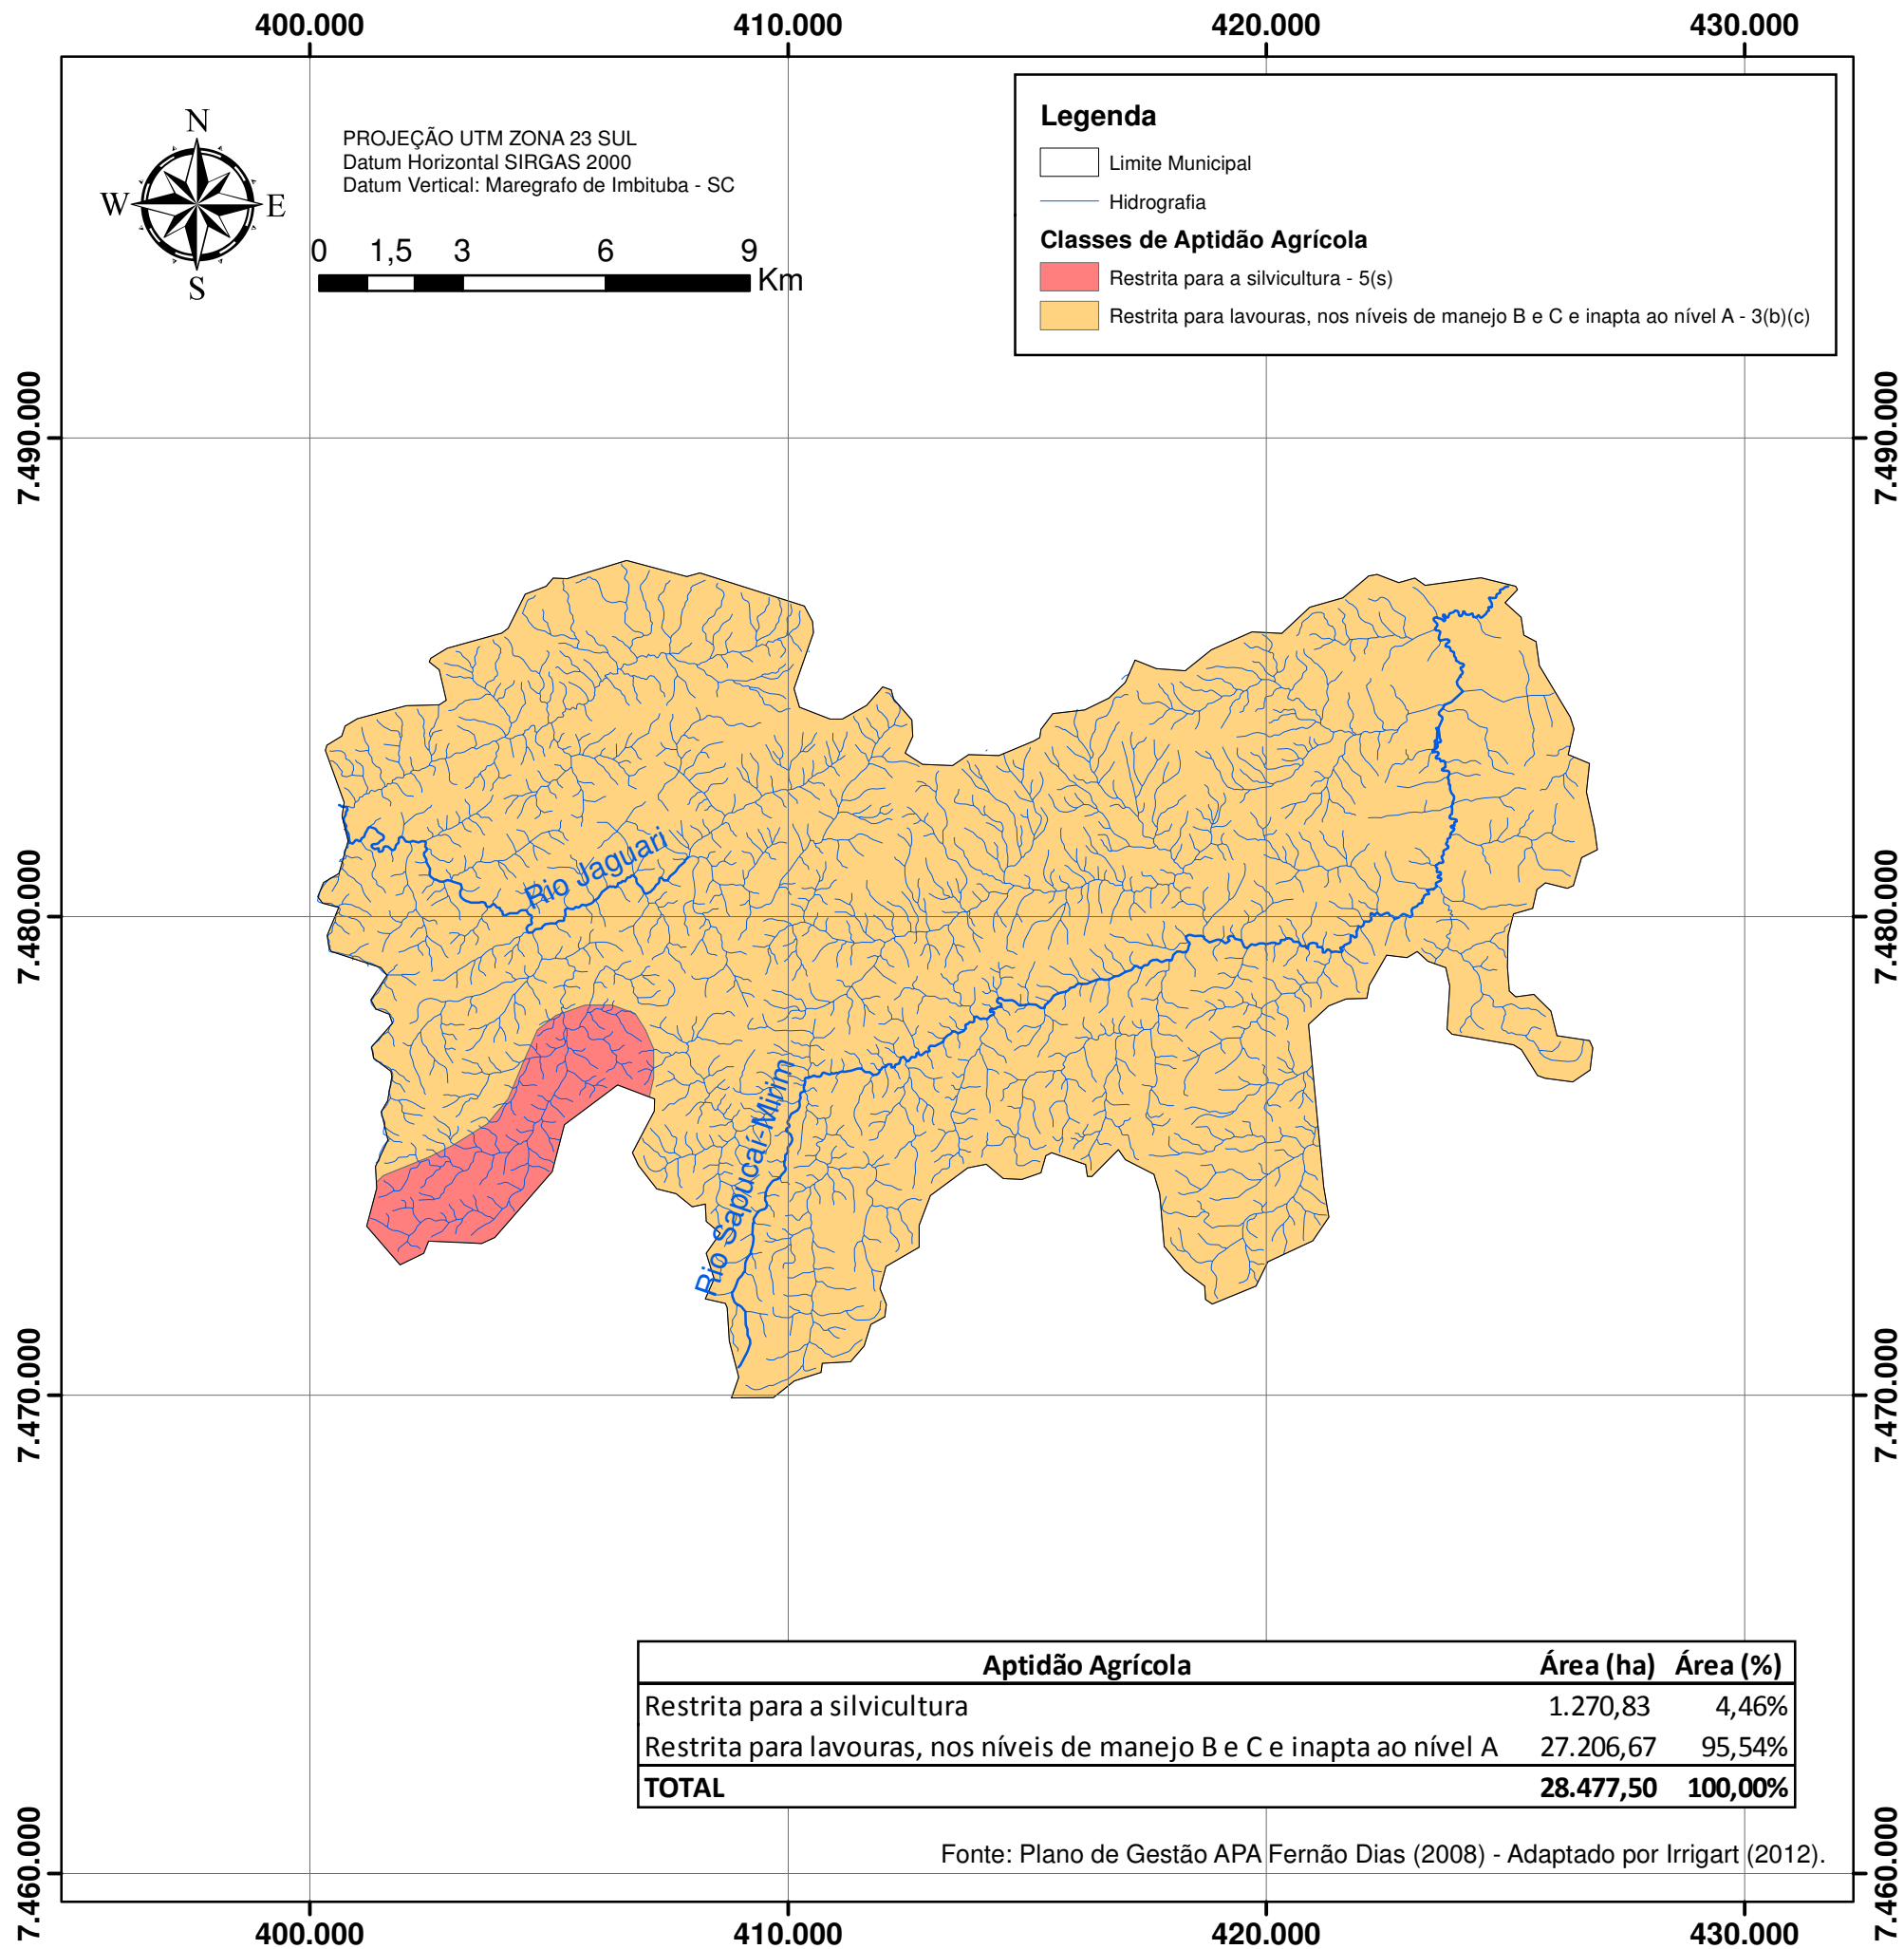 400.000 410.000 420.000 430.000
N
W E
S
PROJEÇÃO UTM ZONA 23 SUL
Datum Horizontal SIRGAS 2000
Datum Vertical: Maregrafo de Imbituba - SC
0 1,5 3 6 9
Km
Legenda
Limite Municipal
Hidrografia
Classes de Aptidão Agrícola
Restrita para a silvicultura - 5(s)
Restrita para lavouras, nos níveis de manejo B e C e inapta ao nível A - 3(b)(c)
7.490.000 7.490.000
Rio Jaguari
7.480.000 7.480.000
Rio Sapucaí-Mirim
7.470.000 7.470.000
Aptidão Agrícola Área (ha) Área (%)
Restrita para a silvicultura 1.270,83 4,46%
Restrita para lavouras, nos níveis de manejo B e C e inapta ao nível A 27.206,67 95,54%
TOTAL 28.477,50 100,00%
Fonte: Plano de Gestão APA Fernão Dias (2008) - Adaptado por Irrigart (2012).
7.460.000 7.460.000
400.000 410.000 420.000 430.000